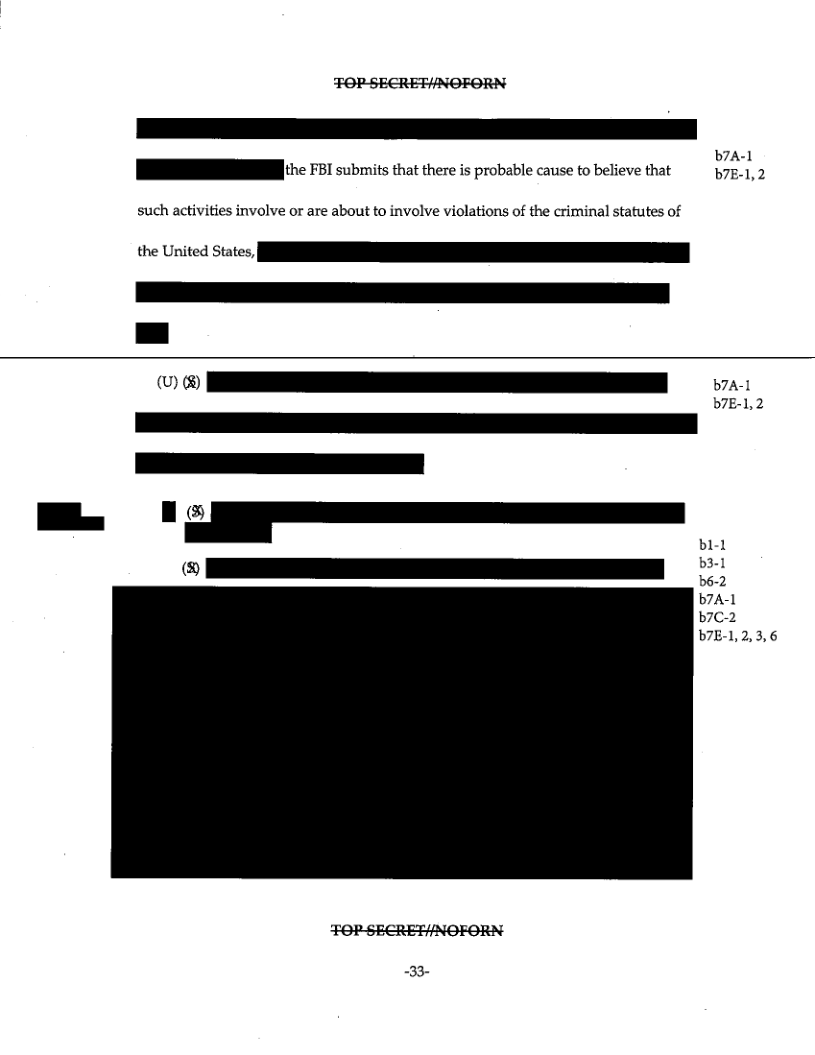 TOP SECRET//NOFORN
b7A-1
the FBI submits that there is probable cause to believe that
b7E-1, 2
such activities involve or are about to involve violations of the criminal statutes of
the United States,
(U) (S)
b7A-1
b7E-1, 2
(S)
b1-1
b3-1
(S)
b6-2
b7A-1
b7C-2
b7E-1, 2, 3, 6
TOP SECRET//NOFORN
-33-